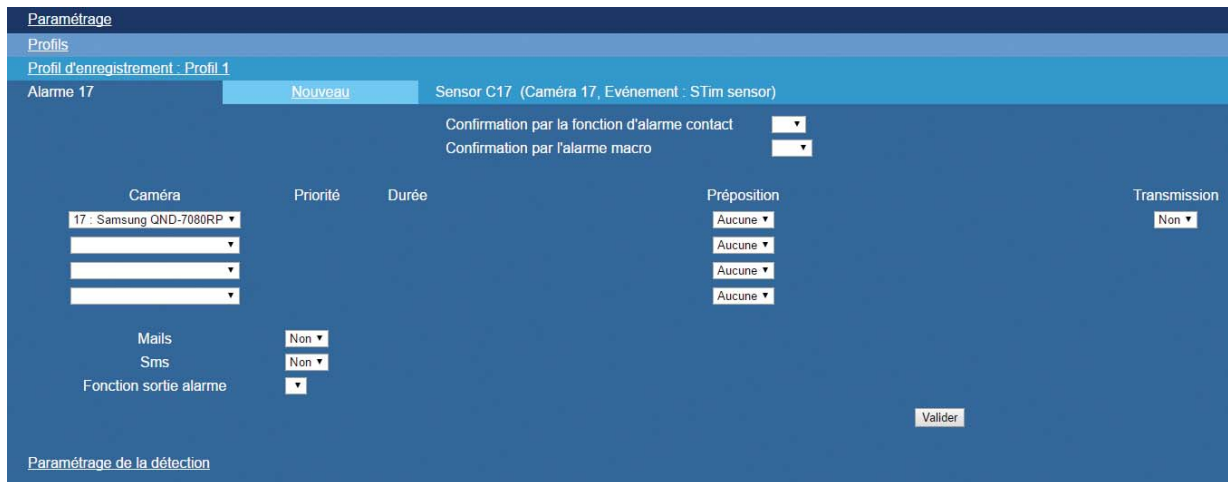 Paramétrage
Profils
Profil d'enregistrement : Profil 1
Alarme 17 Nouveau Sensor C17 (Caméra 17, Evénement : STim sensor)
Confirmation par la fonction d'alarme contact
Confirmation par l'alarme macro
Caméra Priorité Durée Préposition Transmission
17 : Samsung QND-7080RP Aucune Non
Aucune
Aucune
Aucune
Mails Non
Sms Non
Fonction sortie alarme
Valider
Paramétrage de la détection